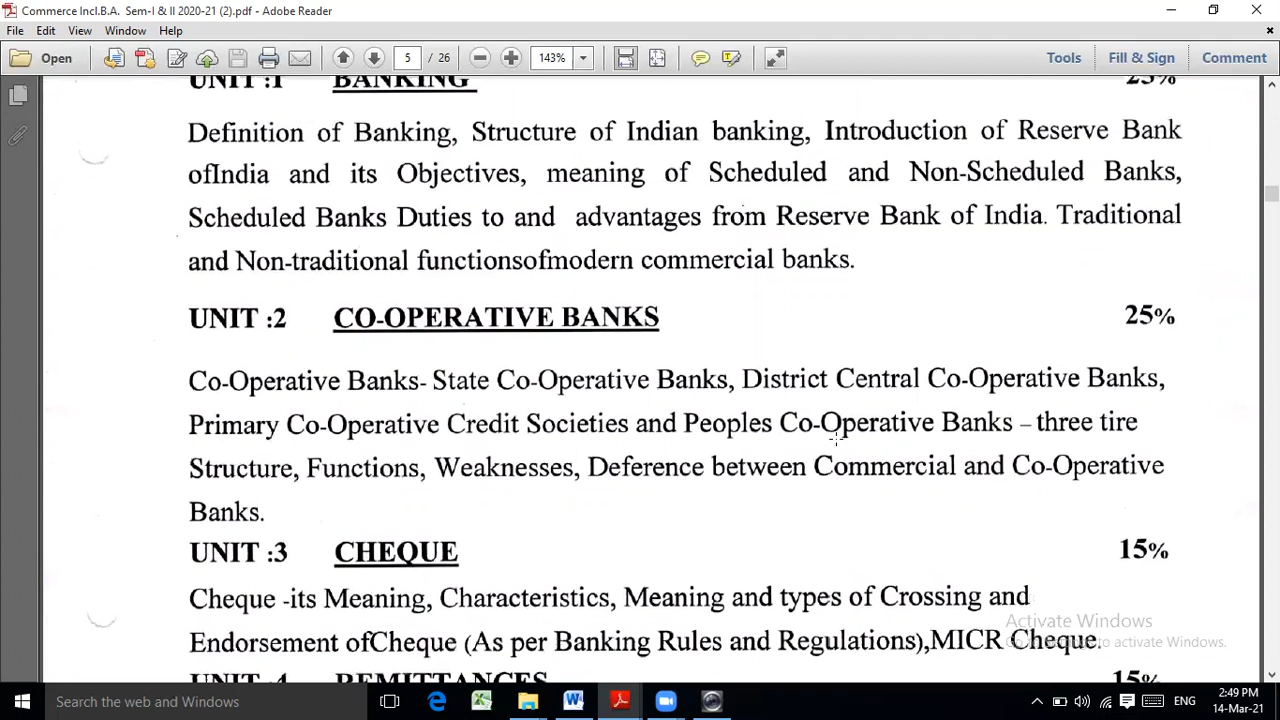 Commerce Incl.B.A. Sem-I & II 2020-21 (2).pdf - Adobe Reader
File Edit View Window Help
Open 5 / 26 143% Tools Fill & Sign Comment
UNIT :1 BANKING 25%
Definition of Banking, Structure of Indian banking, Introduction of Reserve Bank
ofIndia and its Objectives, meaning of Scheduled and Non-Scheduled Banks,
Scheduled Banks Duties to and advantages from Reserve Bank of India. Traditional
and Non-traditional functionsofmodern commercial banks.
UNIT :2 CO-OPERATIVE BANKS 25%
Co-Operative Banks- State Co-Operative Banks, District Central Co-Operative Banks,
Primary Co-Operative Credit Societies and Peoples Co-Operative Banks – three tire
Structure, Functions, Weaknesses, Deference between Commercial and Co-Operative
Banks.
UNIT :3 CHEQUE 15%
Cheque -its Meaning, Characteristics, Meaning and types of Crossing and
Endorsement ofCheque (As per Banking Rules and Regulations),MICR Cheque.
Activate Windows
Go to Settings to activate Windows.
UNIT :4 REMITTANCES 15%
Search the web and Windows
ENG
2:49 PM
14-Mar-21